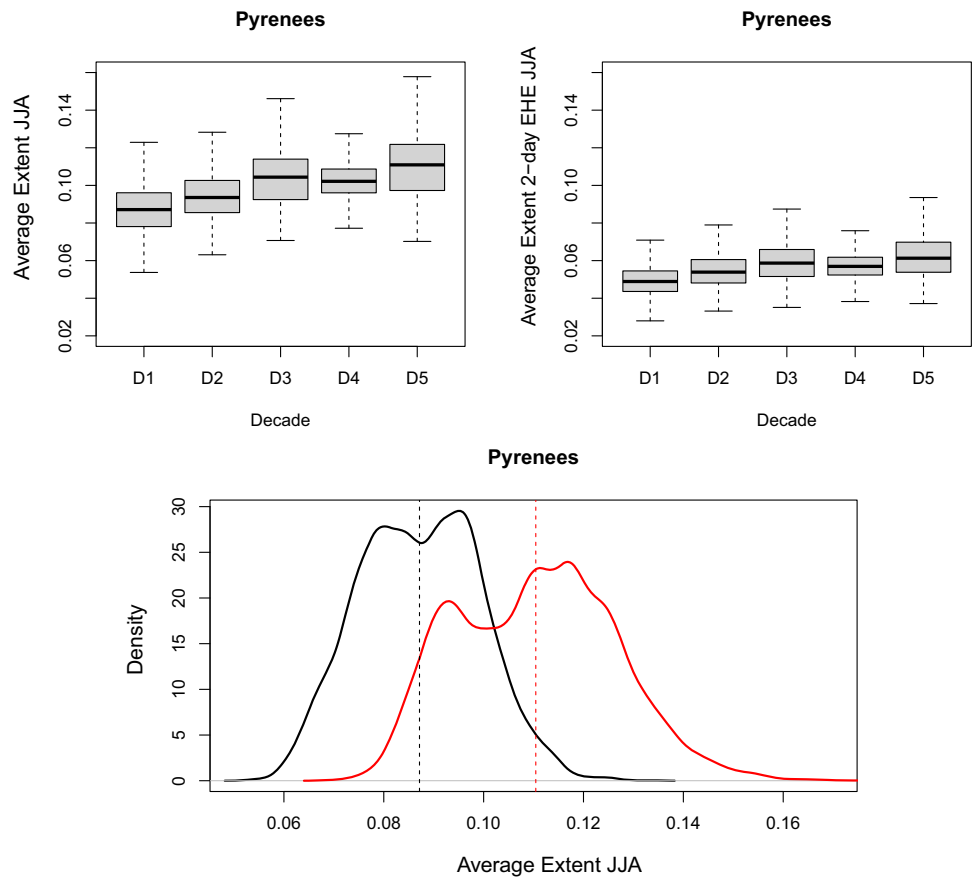 Pyrenees
Average Extent JJA
0.14
0.10
0.06
0.02
D1 D2 D3 D4 D5
Decade
Pyrenees
Average Extent 2−day EHE JJA
0.14
0.10
0.06
0.02
D1 D2 D3 D4 D5
Decade
Pyrenees
Density
30
25
20
15
10
5
0
0.06 0.08 0.10 0.12 0.14 0.16
Average Extent JJA